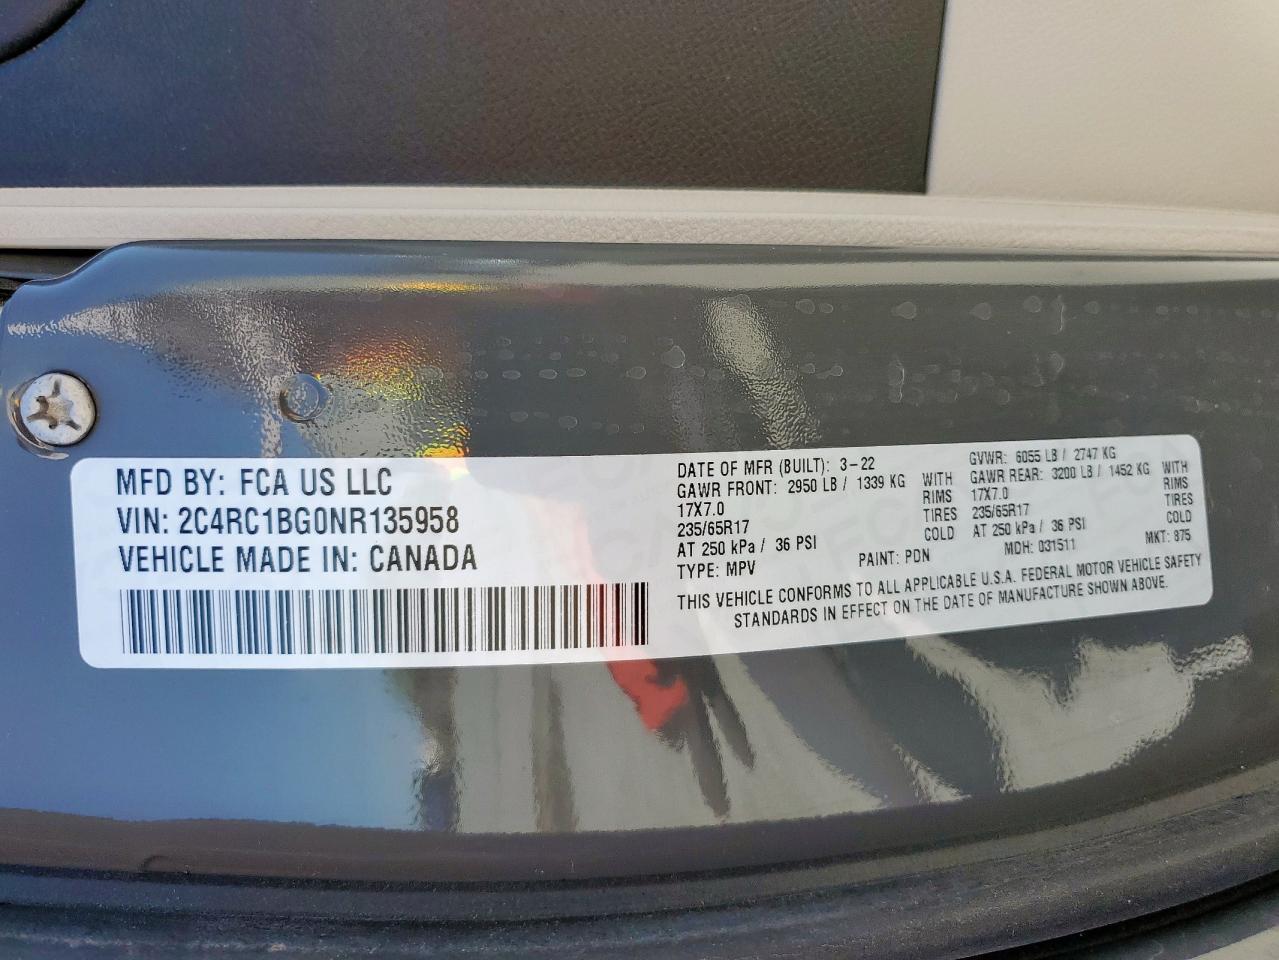 MFD BY: FCA US LLC
VIN: 2C4RC1BG0NR135958
VEHICLE MADE IN: CANADA
DATE OF MFR (BUILT): 3-22 GVWR: 6055 LB / 2747 KG
GAWR FRONT: 2950 LB / 1339 KG WITH GAWR REAR: 3200 LB / 1452 KG WITH
17X7.0 RIMS 17X7.0 RIMS
235/65R17 TIRES 235/65R17 TIRES
AT 250 kPa / 36 PSI COLD AT 250 kPa / 36 PSI COLD
TYPE: MPV PAINT: PDN MDH: 031511 MKT: 875
THIS VEHICLE CONFORMS TO ALL APPLICABLE U.S.A. FEDERAL MOTOR VEHICLE SAFETY
STANDARDS IN EFFECT ON THE DATE OF MANUFACTURE SHOWN ABOVE.